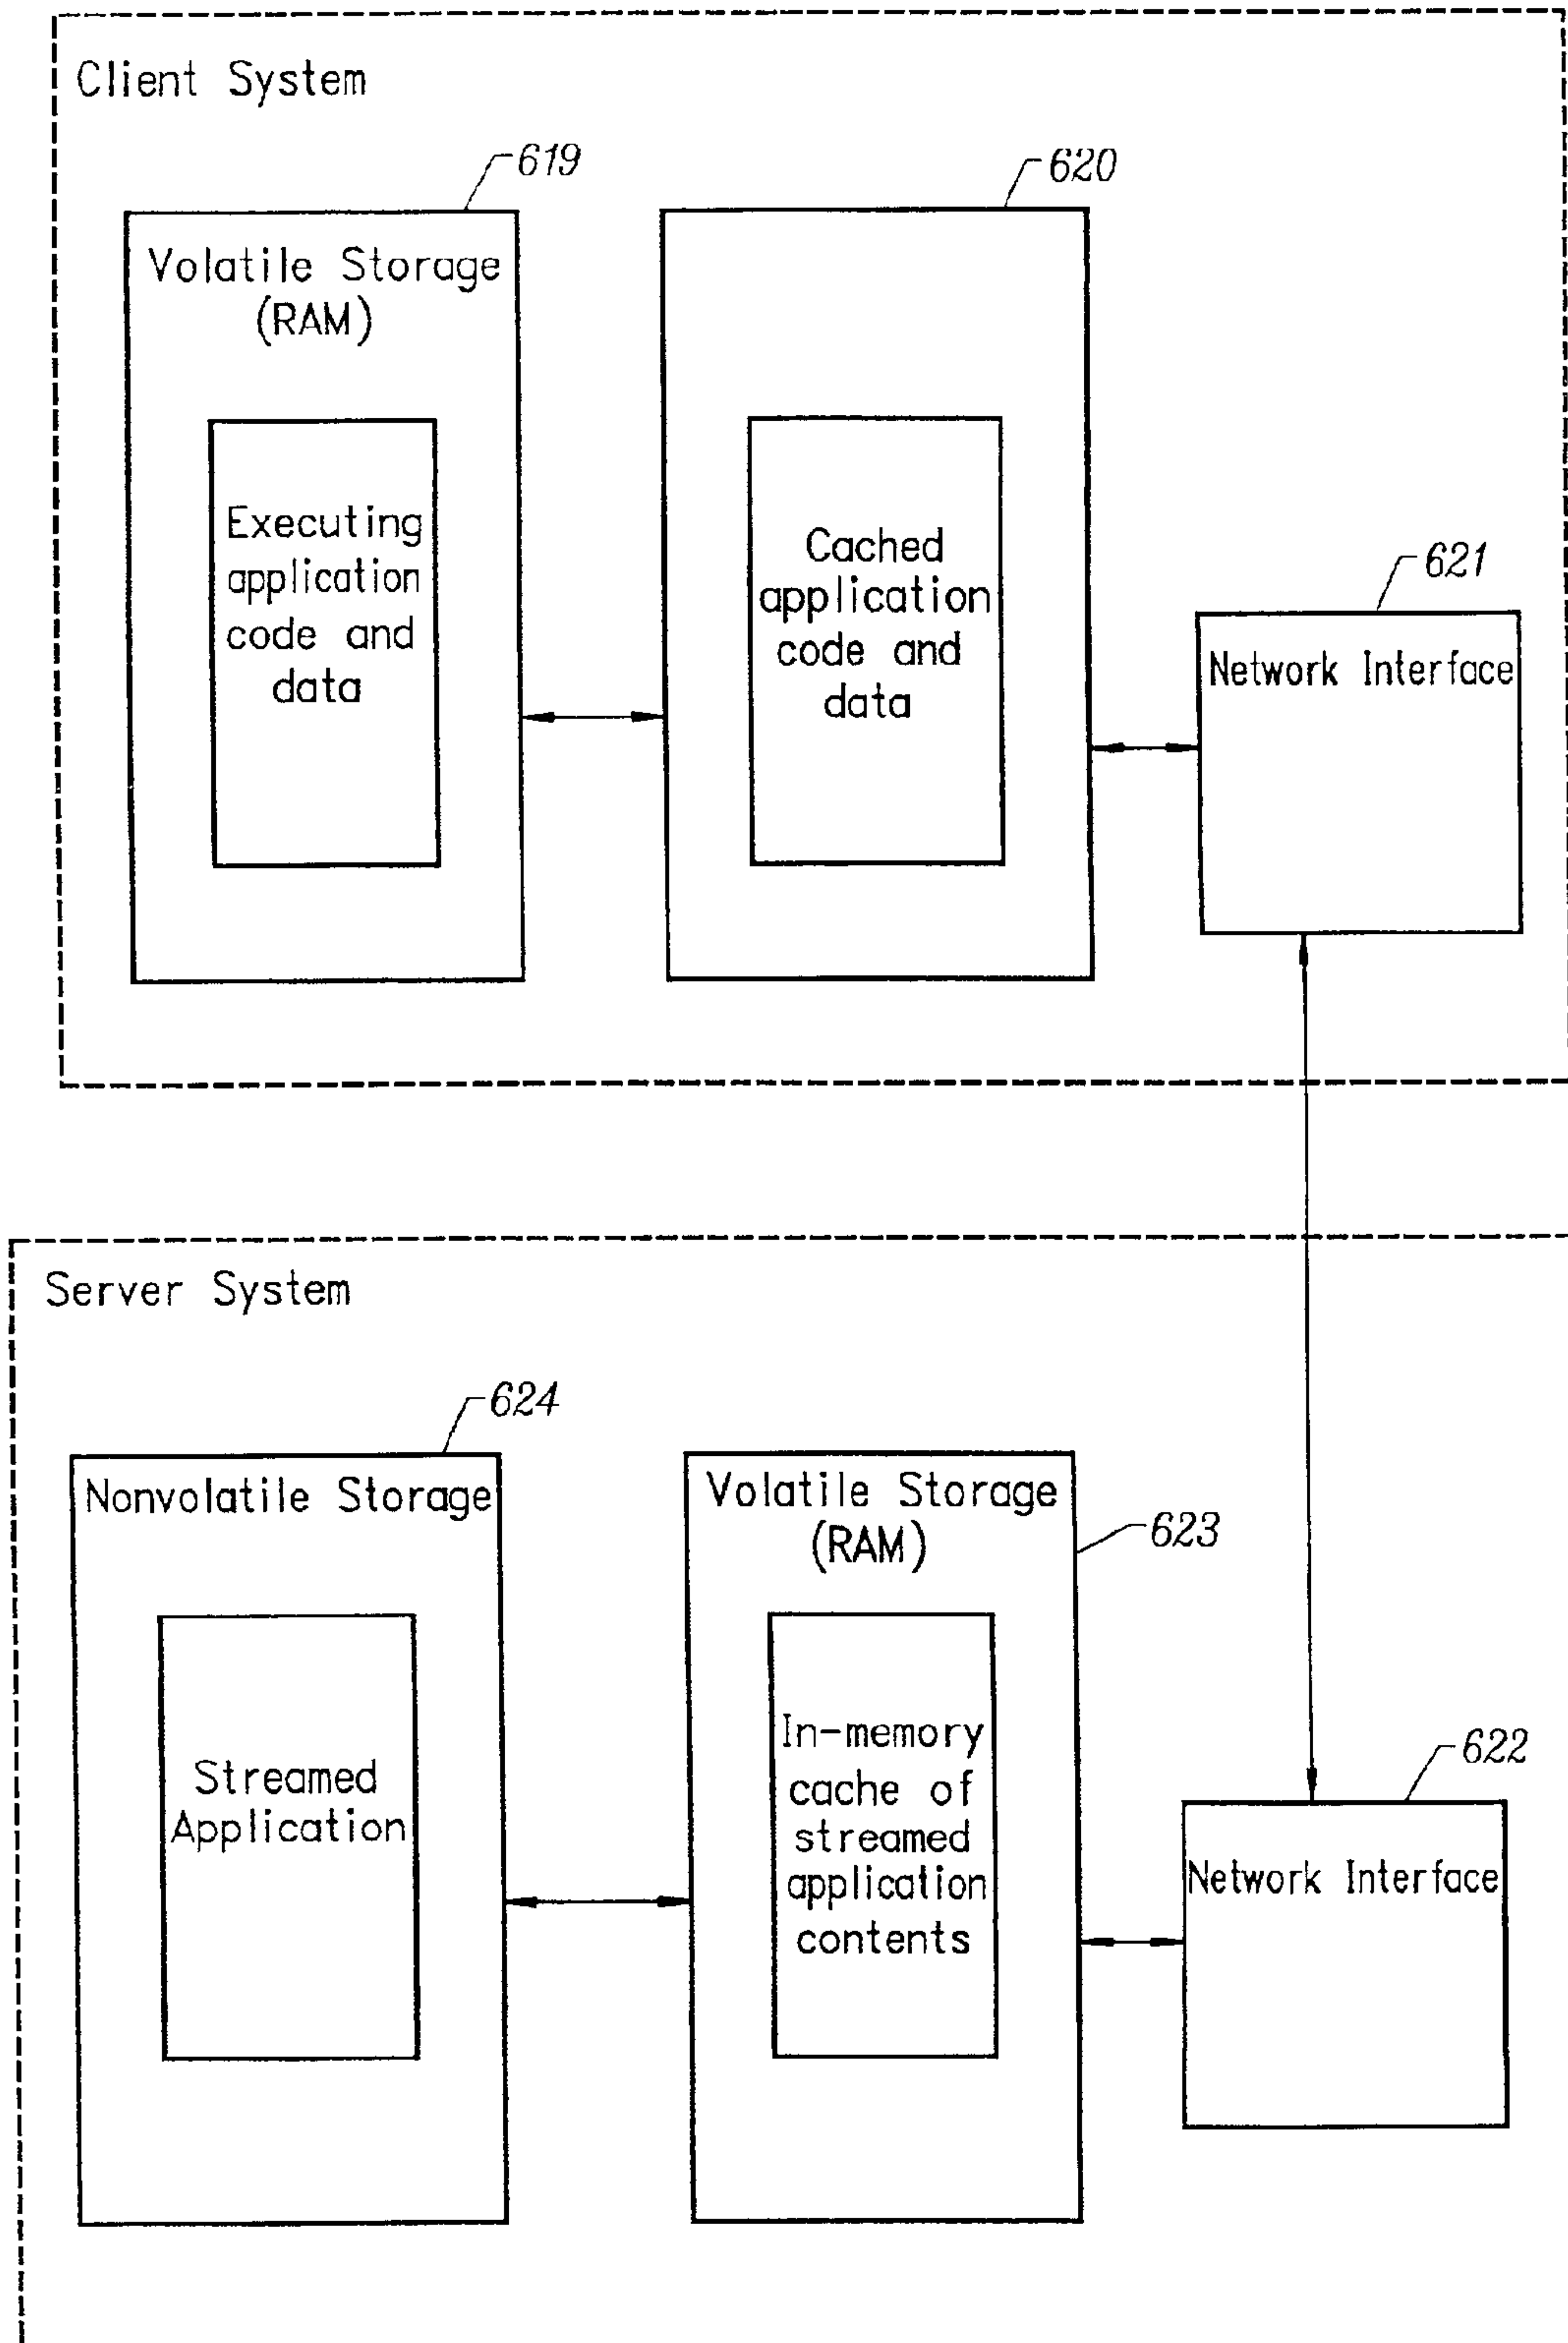 Client System
619
620
Volatile Storage
(RAM)
Executing
application
code and
data
Cached
application
code and
data
621
Network Interface
Server System
624
Nonvolatile Storage
Streamed
Application
Volatile Storage
(RAM)
623
In-memory
cache of
streamed
application
contents
622
Network Interface